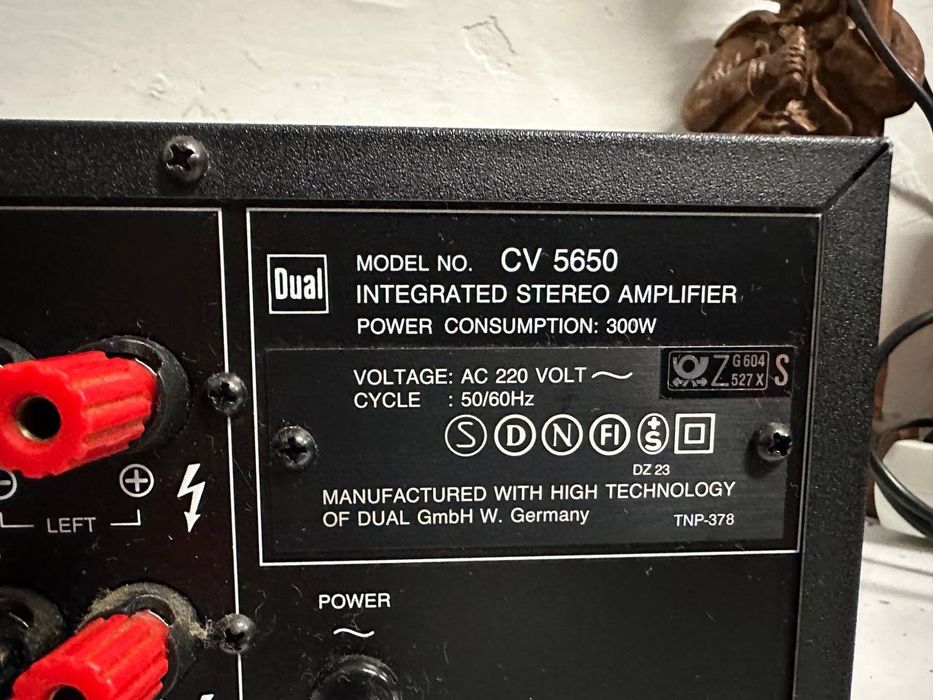 Dual
MODEL NO. CV 5650
INTEGRATED STEREO AMPLIFIER
POWER CONSUMPTION: 300W
VOLTAGE: AC 220 VOLT ~
CYCLE : 50/60Hz
Z G 604 527 X S
S D N FI +S
DZ 23
MANUFACTURED WITH HIGH TECHNOLOGY
OF DUAL GmbH W. Germany
TNP-378
− +
LEFT
POWER
~